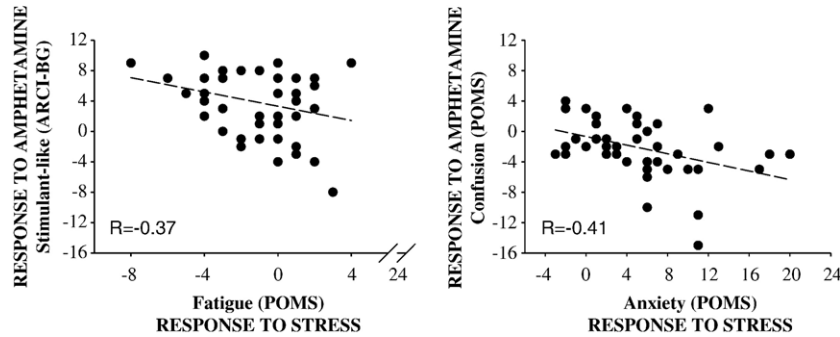 RESPONSE TO AMPHETAMINE
Stimulant-like (ARCI-BG)
12
8
4
0
-4
-8
-12
-16
R=-0.37
-8
-4
0
4
24
Fatigue (POMS)
RESPONSE TO STRESS
RESPONSE TO AMPHETAMINE
Confusion (POMS)
12
8
4
0
-4
-8
-12
-16
R=-0.41
-4
0
4
8
12
16
20
24
Anxiety (POMS)
RESPONSE TO STRESS